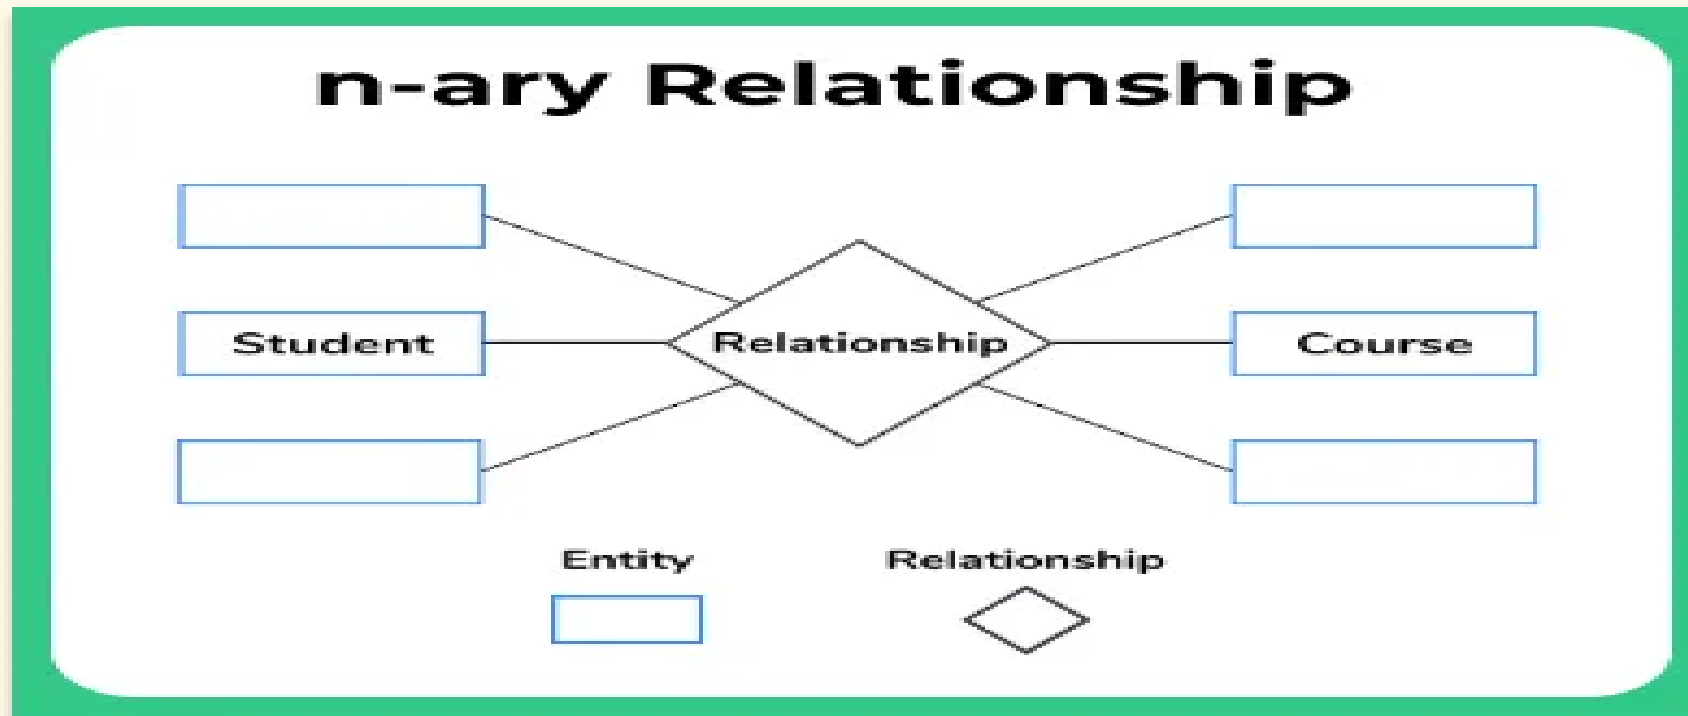 n-ary Relationship
Student
Relationship
Course
Entity
Relationship